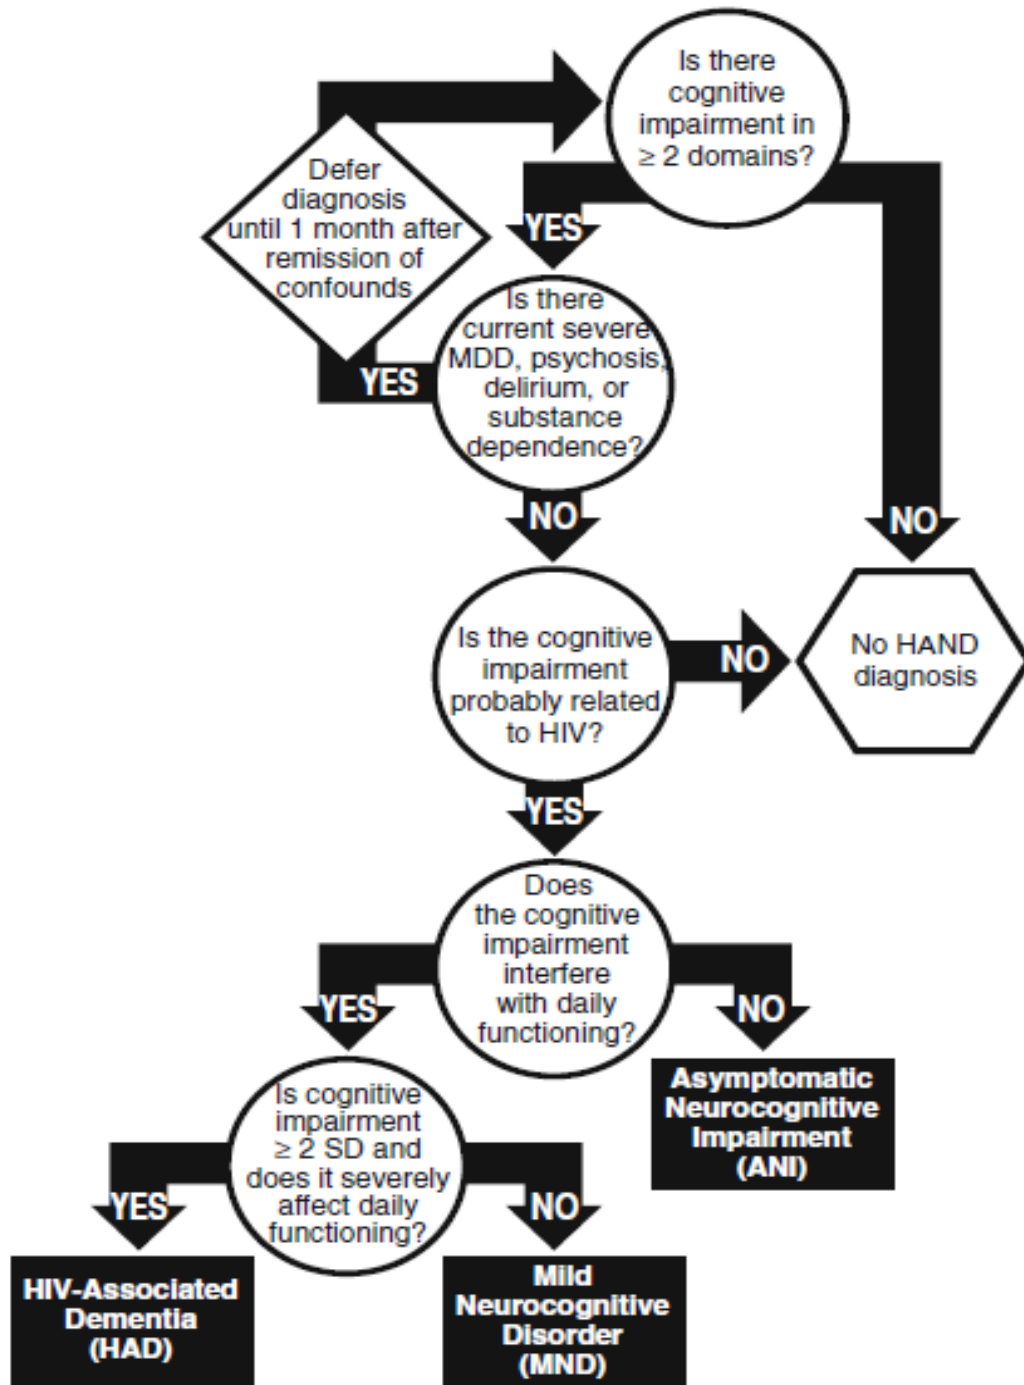 Is there
cognitive
impairment in
≥ 2 domains?
Defer
diagnosis
until 1 month after
remission of
confounds
YES
NO
Is there
current severe
MDD, psychosis,
delirium, or
substance
dependence?
YES
NO
Is the cognitive
impairment
probably related
to HIV?
NO
No HAND
diagnosis
YES
Does
the cognitive
impairment
interfere
with daily
functioning?
YES
NO
Is cognitive
impairment
≥ 2 SD and
does it severely
affect daily
functioning?
Asymptomatic
Neurocognitive
Impairment
(ANI)
YES
NO
HIV-Associated
Dementia
(HAD)
Mild
Neurocognitive
Disorder
(MND)